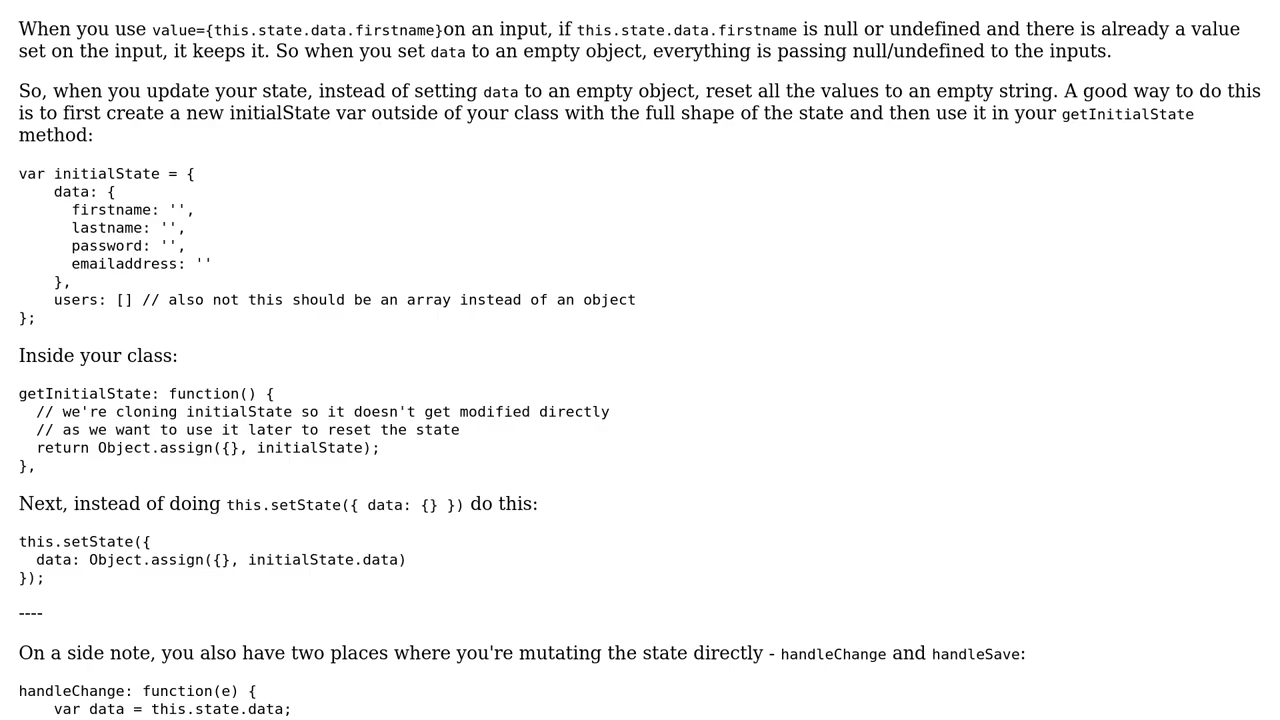 When you use value={this.state.data.firstname}on an input, if this.state.data.firstname is null or undefined and there is already a value
set on the input, it keeps it. So when you set data to an empty object, everything is passing null/undefined to the inputs.
So, when you update your state, instead of setting data to an empty object, reset all the values to an empty string. A good way to do this
is to first create a new initialState var outside of your class with the full shape of the state and then use it in your getInitialState
method:
var initialState = {
    data: {
      firstname: '',
      lastname: '',
      password: '',
      emailaddress: ''
    },
    users: [] // also not this should be an array instead of an object
};
Inside your class:
getInitialState: function() {
  // we're cloning initialState so it doesn't get modified directly
  // as we want to use it later to reset the state
  return Object.assign({}, initialState);
},
Next, instead of doing this.setState({ data: {} }) do this:
this.setState({
  data: Object.assign({}, initialState.data)
});
----
On a side note, you also have two places where you're mutating the state directly - handleChange and handleSave:
handleChange: function(e) {
    var data = this.state.data;